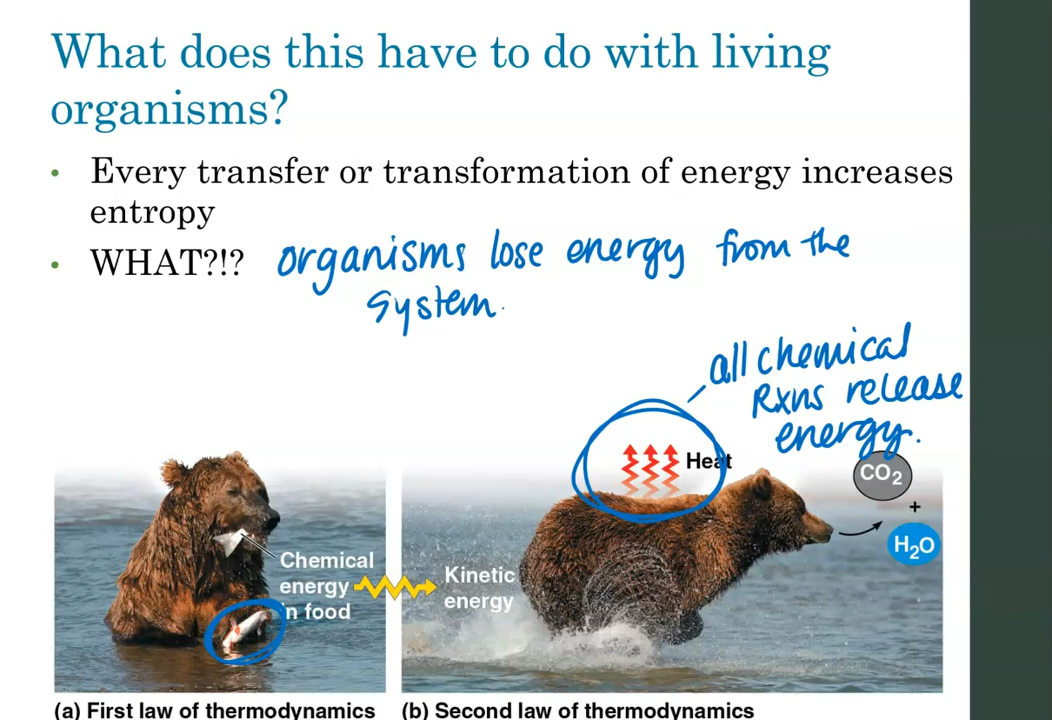 What does this have to do with living
organisms?
• Every transfer or transformation of energy increases
entropy
• WHAT?!? organisms lose energy from the
system.
all chemical
Rxns release
energy.
Heat
CO₂
+
H₂O
Chemical
energy
in food
Kinetic
energy
(a) First law of thermodynamics
(b) Second law of thermodynamics